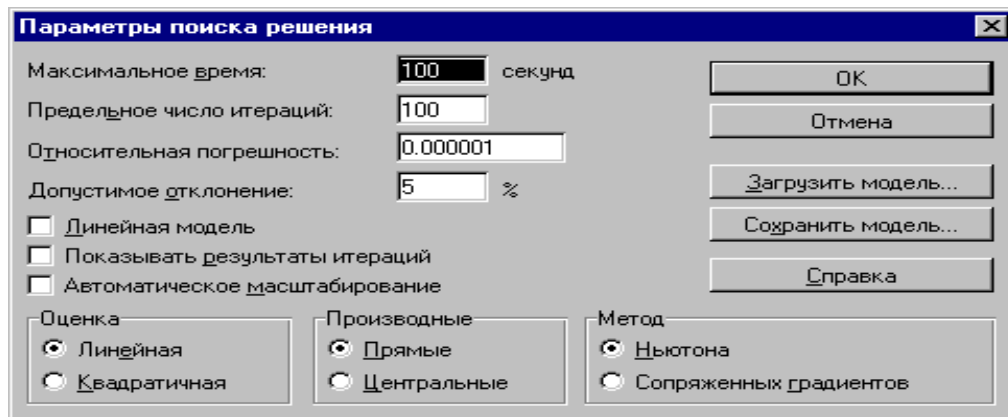 Параметры поиска решения
Максимальное время: 100 секунд
OK
Предельное число итераций: 100
Отмена
Относительная погрешность: 0.000001
Допустимое отклонение: 5 %
Загрузить модель...
Линейная модель
Сохранить модель...
Показывать результаты итераций
Автоматическое масштабирование
Справка
Оценка
Линейная
Квадратичная
Производные
Прямые
Центральные
Метод
Ньютона
Сопряженных градиентов